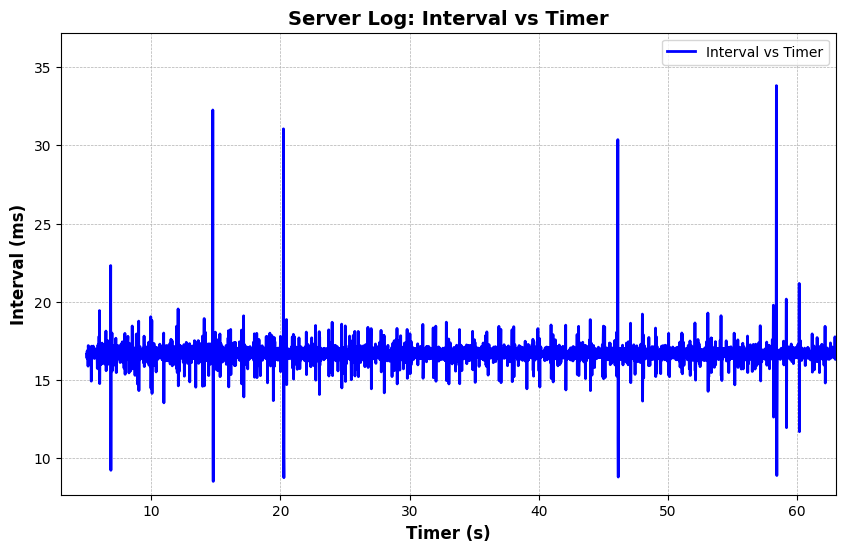 Server Log: Interval vs Timer
Interval vs Timer
Interval (ms)
35
30
25
20
15
10
10 20 30 40 50 60
Timer (s)